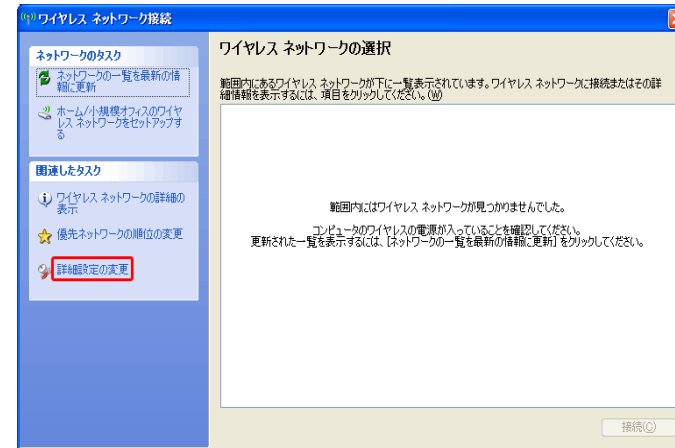 ワイヤレス ネットワーク接続
ネットワークのタスク
ネットワークの一覧を最新の情
報に更新
ホーム/小規模オフィスのワイヤ
レス ネットワークをセットアップす
る
関連したタスク
ワイヤレス ネットワークの詳細の
表示
優先ネットワークの順位の変更
詳細設定の変更
ワイヤレス ネットワークの選択
範囲内にあるワイヤレス ネットワークが下に一覧表示されています。ワイヤレス ネットワークに接続またはその詳
細情報を表示するには、項目をクリックしてください。(W)
範囲内にはワイヤレス ネットワークが見つかりませんでした。
コンピュータのワイヤレスの電源が入っていることを確認してください。
更新された一覧を表示するには、[ネットワークの一覧を最新の情報に更新] をクリックしてください。
接続(C)